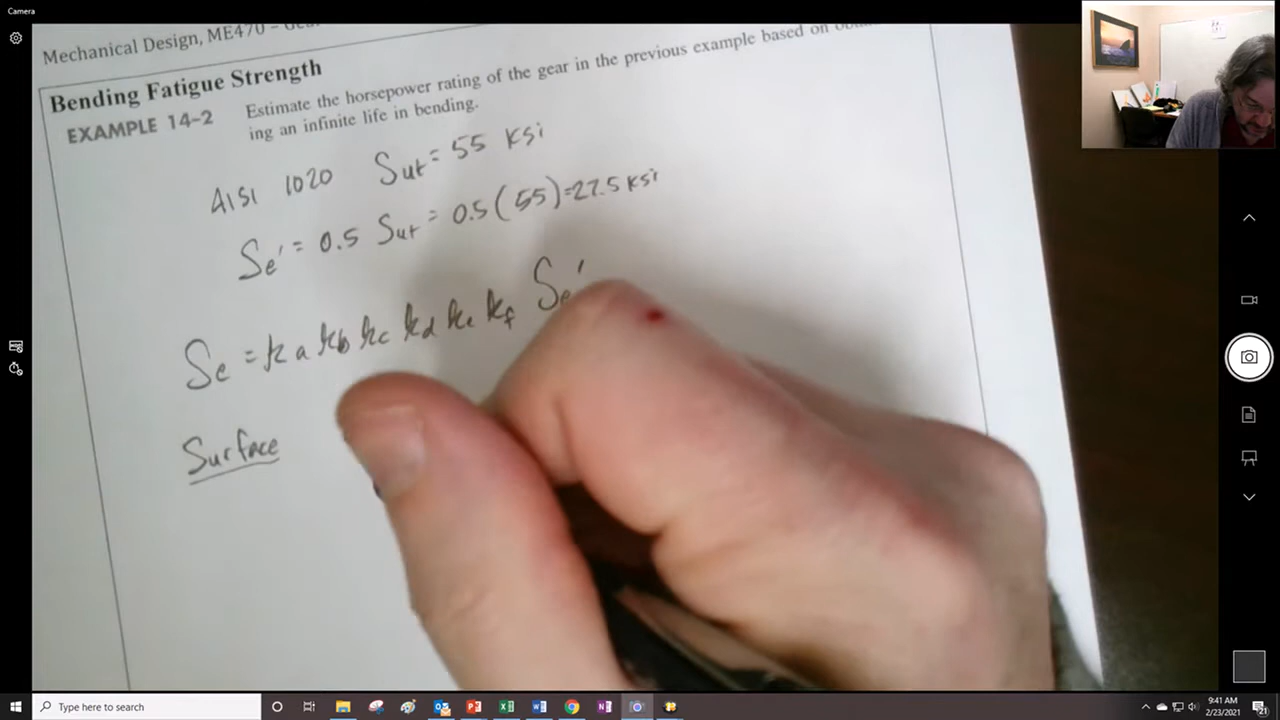 Camera
Mechanical Design, ME470 -
Bending Fatigue Strength
EXAMPLE 14-2 Estimate the horsepower rating of the gear in the previous example based on
ing an infinite life in bending.
AISI 1020 Sut = 55 ksi
Se' = 0.5 Sut = 0.5(55)=27.5 ksi
Se = ka kb kc kd ke kf Se'
Surface
Type here to search
9:41 AM
2/23/2021
21